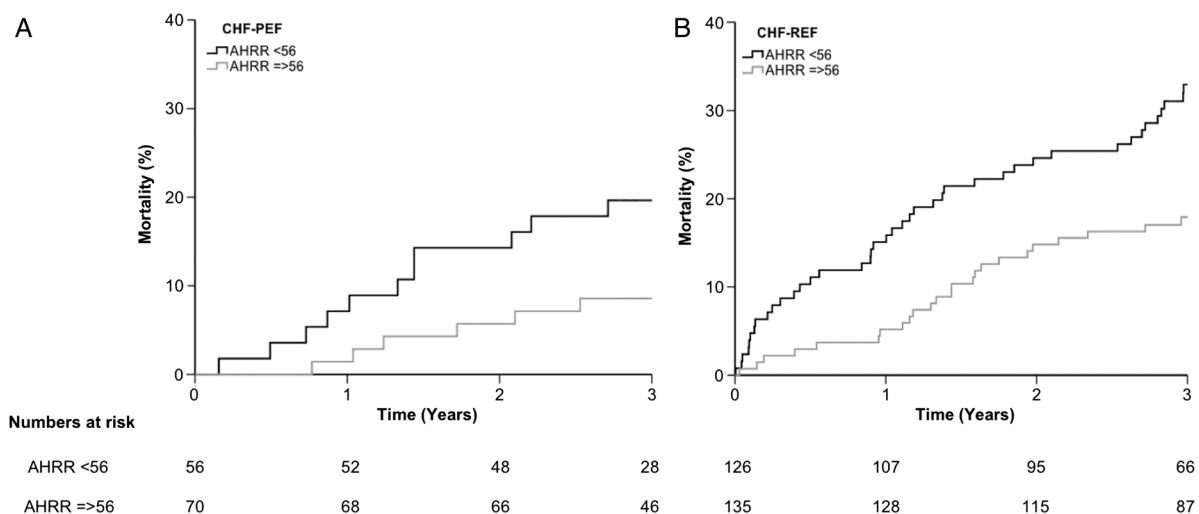 A
CHF-PEF
AHRR <56
AHRR =>56
40
30
20
10
0
Mortality (%)
0 1 2 3
Time (Years)
B
CHF-REF
AHRR <56
AHRR =>56
40
30
20
10
0
Mortality (%)
0 1 2 3
Time (Years)
Numbers at risk
AHRR <56 56 52 48 28 126 107 95 66
AHRR =>56 70 68 66 46 135 128 115 87